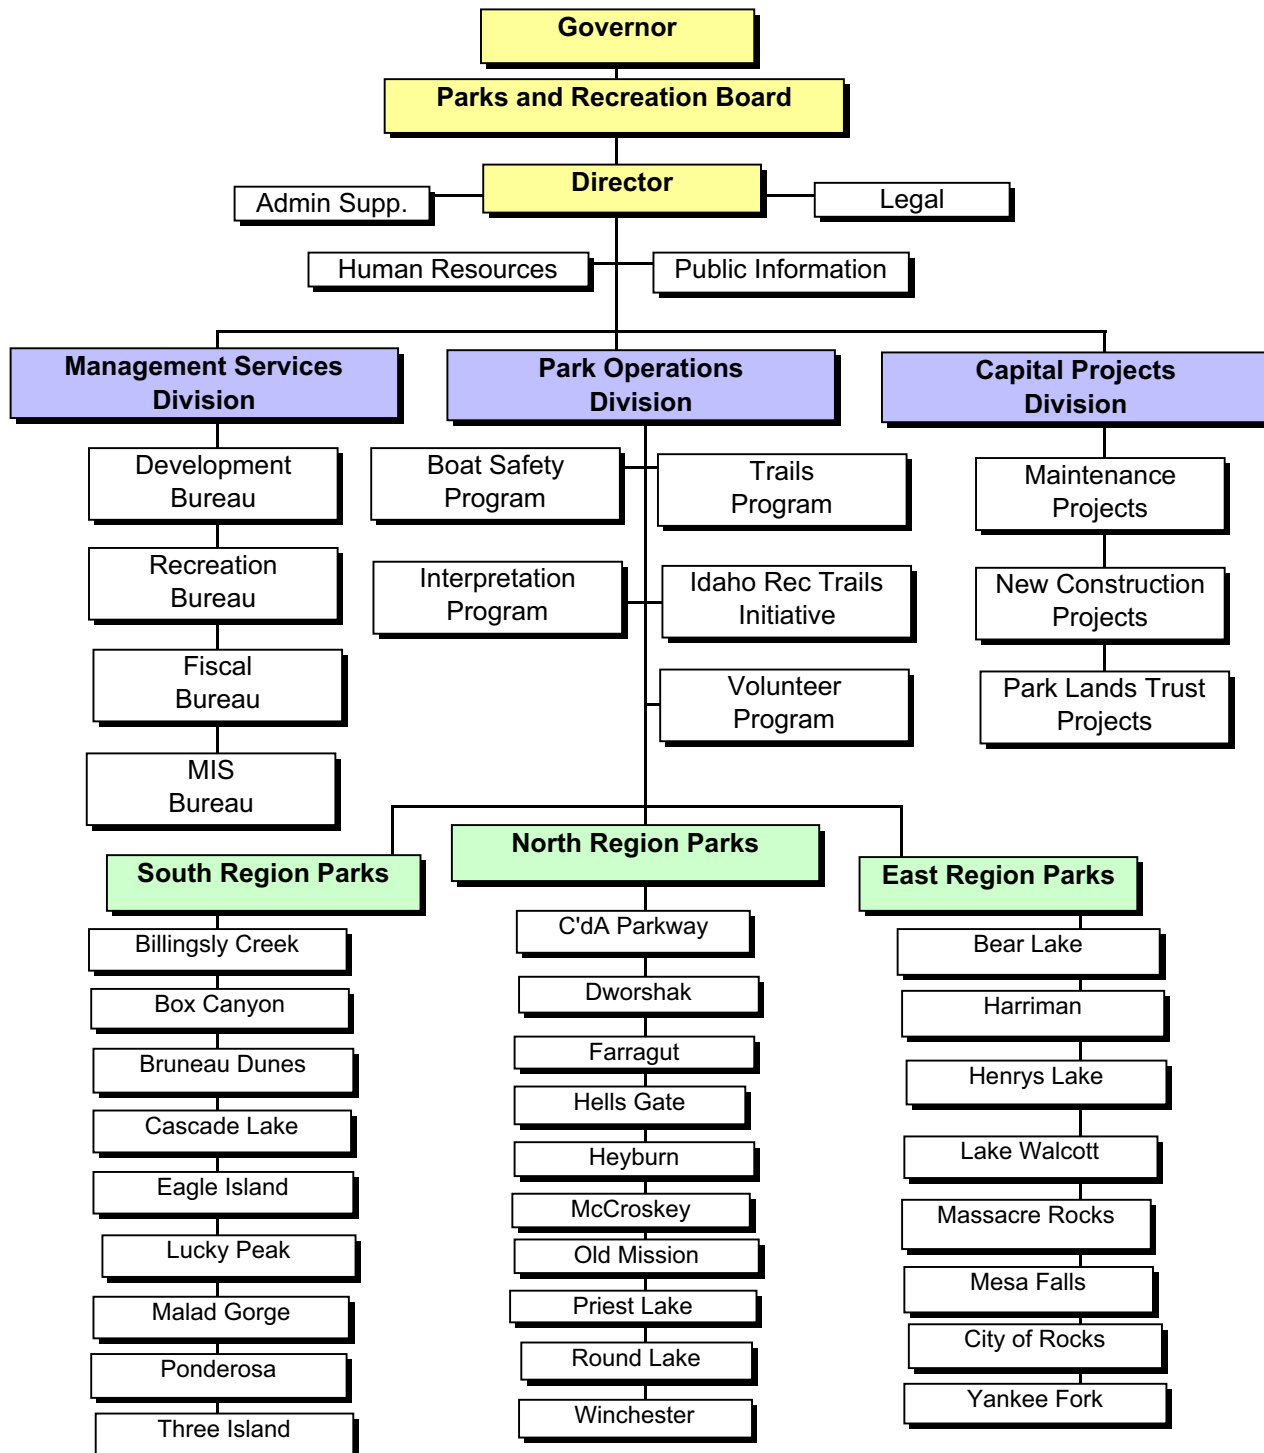 Governor
Parks and Recreation Board
Director
Admin Supp.
Legal
Human Resources
Public Information
Management Services
Division
Park Operations
Division
Capital Projects
Division
Development
Bureau
Recreation
Bureau
Fiscal
Bureau
MIS
Bureau
Boat Safety
Program
Trails
Program
Interpretation
Program
Idaho Rec Trails
Initiative
Volunteer
Program
Maintenance
Projects
New Construction
Projects
Park Lands Trust
Projects
South Region Parks
Billingsly Creek
Box Canyon
Bruneau Dunes
Cascade Lake
Eagle Island
Lucky Peak
Malad Gorge
Ponderosa
Three Island
North Region Parks
C'dA Parkway
Dworshak
Farragut
Hells Gate
Heyburn
McCroskey
Old Mission
Priest Lake
Round Lake
Winchester
East Region Parks
Bear Lake
Harriman
Henrys Lake
Lake Walcott
Massacre Rocks
Mesa Falls
City of Rocks
Yankee Fork